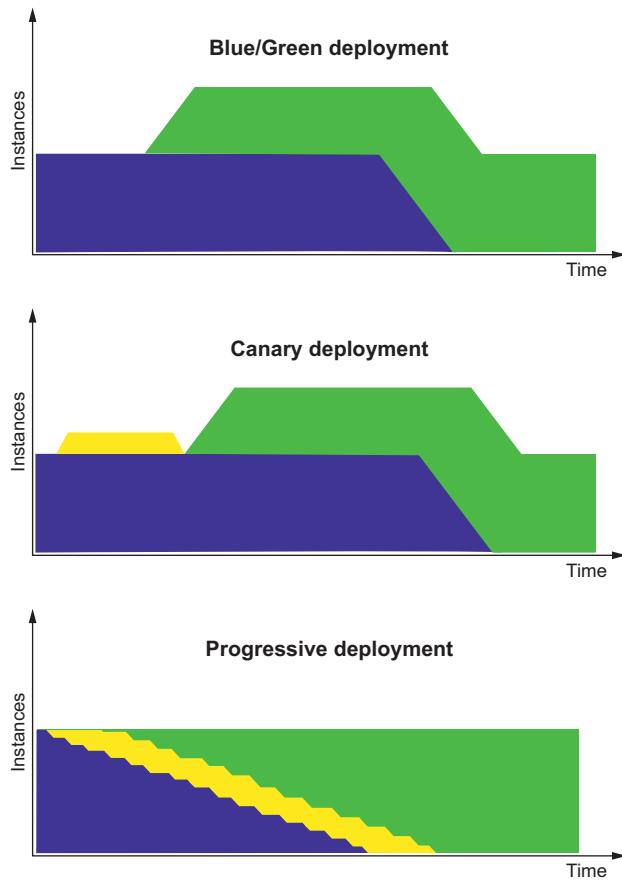 Blue/Green deployment
Instances
Time
Canary deployment
Instances
Time
Progressive deployment
Instances
Time